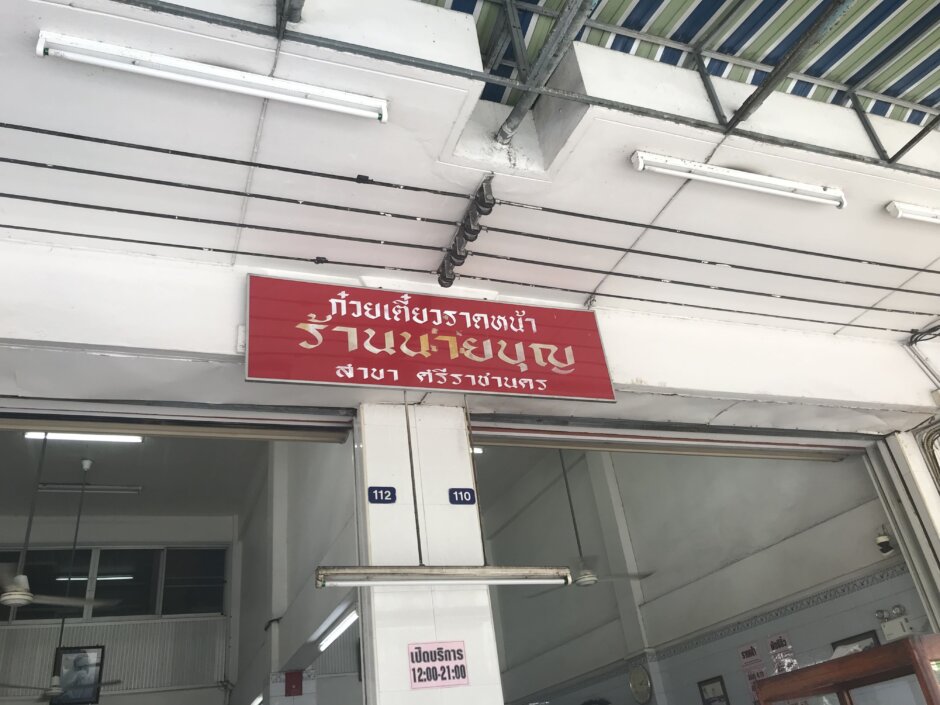 ก๋วยเตี๋ยวราดหน้า
ร้านนายบุญ
สาขา ศรีราชานคร
112
110
เปิดบริการ
12:00-21:00